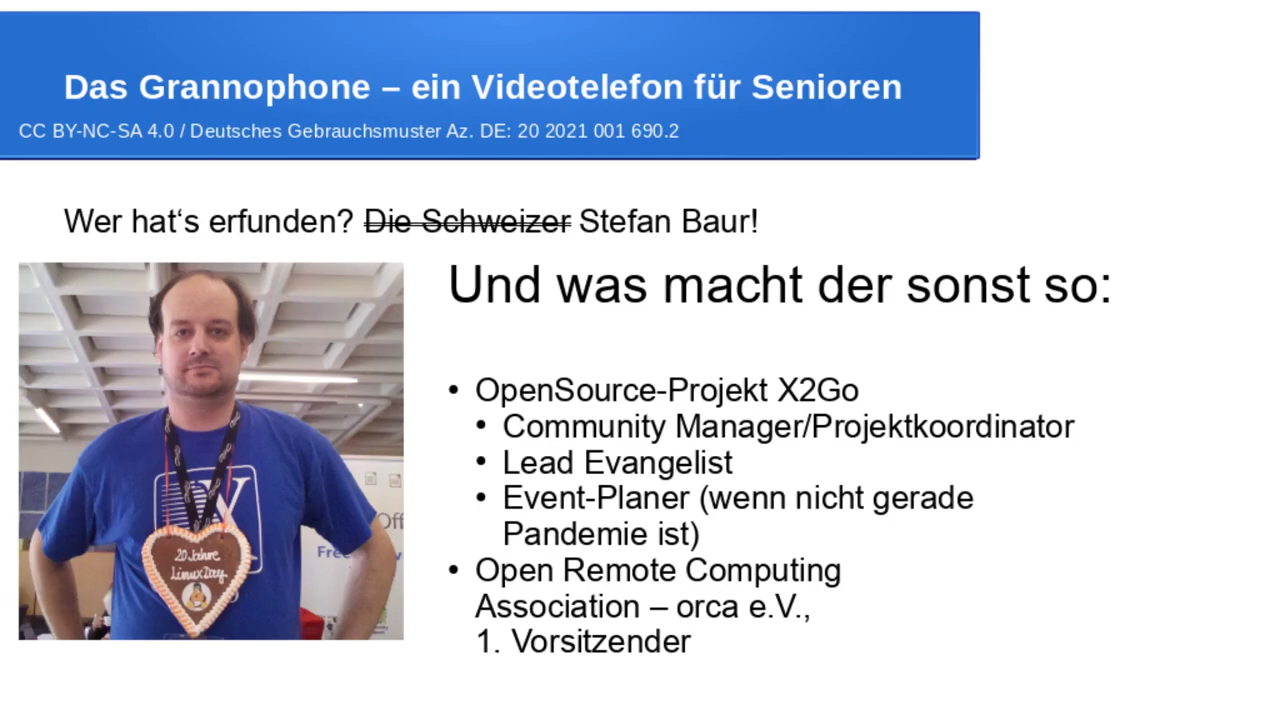 Das Grannophone – ein Videotelefon für Senioren
CC BY-NC-SA 4.0 / Deutsches Gebrauchsmuster Az. DE: 20 2021 001 690.2
Wer hat‘s erfunden? Die Schweizer Stefan Baur!
Und was macht der sonst so:
• OpenSource-Projekt X2Go
• Community Manager/Projektkoordinator
• Lead Evangelist
• Event-Planer (wenn nicht gerade
Pandemie ist)
• Open Remote Computing
Association – orca e.V.,
1. Vorsitzender
20 Jahre
LinuxDay
Off